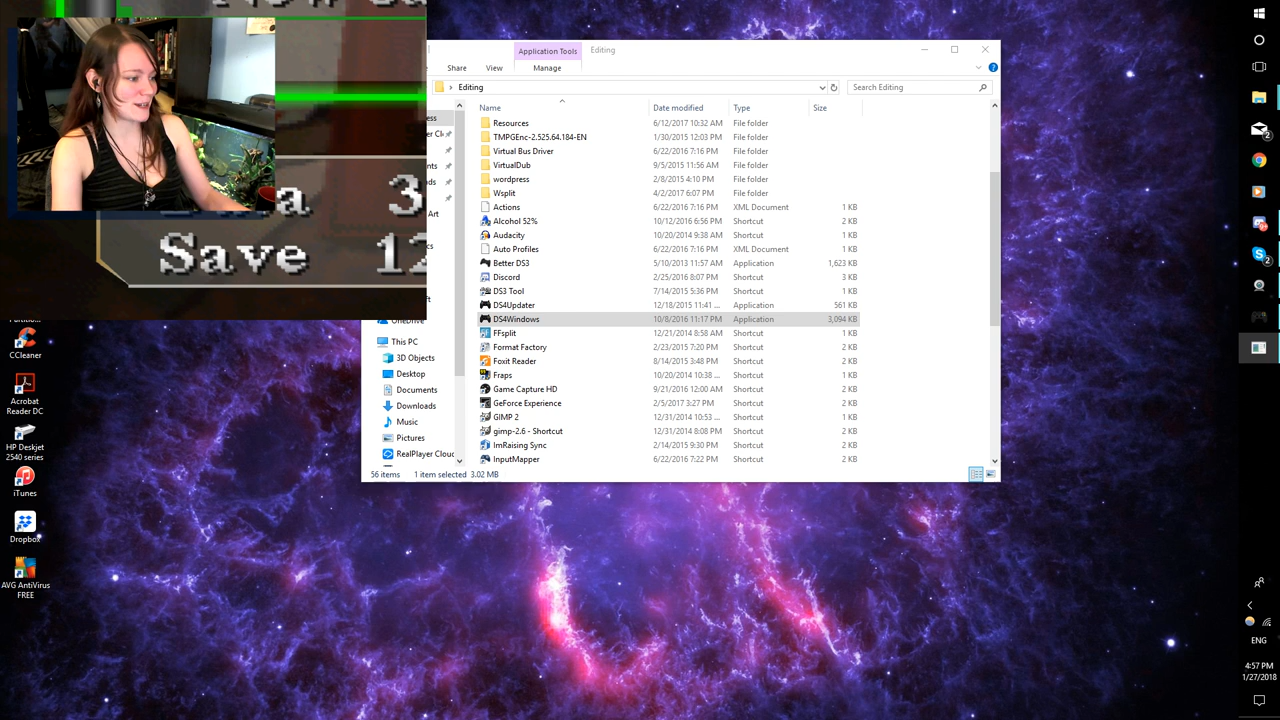 Save
Application Tools
Editing
Share
View
Manage
Editing
Search Editing
Name
Date modified
Type
Size
Resources 6/12/2017 10:32 AM File folder
TMPGEnc-2.525.64.184-EN 1/30/2015 12:03 PM File folder
Virtual Bus Driver 6/22/2016 7:16 PM File folder
VirtualDub 9/5/2015 11:56 AM File folder
wordpress 2/8/2015 4:10 PM File folder
Wsplit 4/2/2017 6:07 PM File folder
Actions 6/22/2016 7:16 PM XML Document 1 KB
Alcohol 52% 10/12/2016 6:56 PM Shortcut 2 KB
Audacity 10/20/2014 9:38 AM Shortcut 1 KB
Auto Profiles 6/22/2016 7:16 PM XML Document 1 KB
Better DS3 5/10/2013 11:57 AM Application 1,623 KB
Discord 2/25/2016 8:07 PM Shortcut 3 KB
DS3 Tool 7/14/2015 5:36 PM Shortcut 1 KB
DS4Updater 12/18/2015 11:41 ... Application 561 KB
DS4Windows 10/8/2016 11:17 PM Application 3,094 KB
FFsplit 12/21/2014 8:58 AM Shortcut 1 KB
Format Factory 2/23/2015 7:20 PM Shortcut 2 KB
Foxit Reader 8/14/2015 3:48 PM Shortcut 2 KB
Fraps 10/20/2014 10:38 ... Shortcut 1 KB
Game Capture HD 9/21/2016 12:00 AM Shortcut 2 KB
GeForce Experience 2/5/2017 3:27 PM Shortcut 2 KB
GIMP 2 12/31/2014 10:53 ... Shortcut 1 KB
gimp-2.6 - Shortcut 12/31/2014 8:08 PM Shortcut 2 KB
ImRaising Sync 2/14/2015 9:30 PM Shortcut 2 KB
InputMapper 6/22/2016 7:22 PM Shortcut 2 KB
OneDrive
This PC
3D Objects
Desktop
Documents
Downloads
Music
Pictures
RealPlayer Cloud
56 items 1 item selected 3.02 MB
CCleaner
Acrobat
Reader DC
HP Deskjet
2540 series
iTunes
Dropbox
AVG AntiVirus
FREE
ENG
4:57 PM
1/27/2018